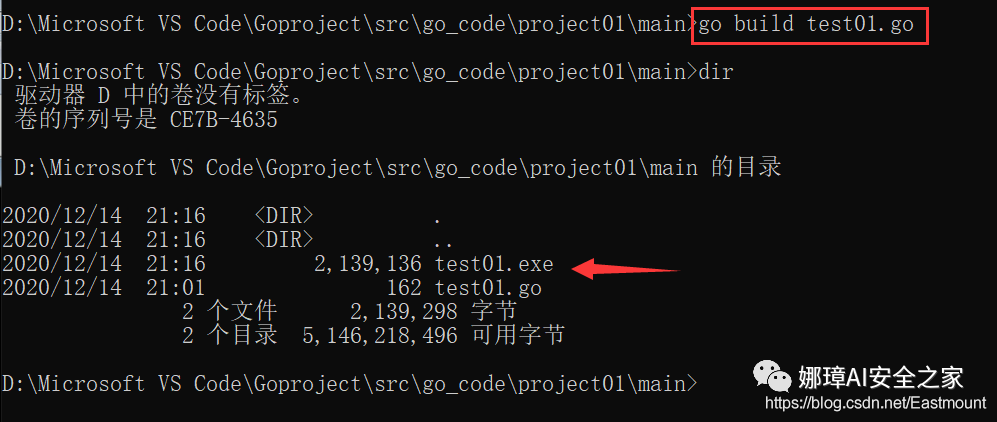 D:\Microsoft VS Code\Goproject\src\go_code\project01\main>go build test01.go
D:\Microsoft VS Code\Goproject\src\go_code\project01\main>dir
驱动器 D 中的卷没有标签。
卷的序列号是 CE7B-4635
D:\Microsoft VS Code\Goproject\src\go_code\project01\main 的目录
2020/12/14  21:16    <DIR>          .
2020/12/14  21:16    <DIR>          ..
2020/12/14  21:16         2,139,136 test01.exe
2020/12/14  21:01               162 test01.go
2 个文件      2,139,298 字节
2 个目录  5,146,218,496 可用字节
D:\Microsoft VS Code\Goproject\src\go_code\project01\main>
娜璋AI安全之家
https://blog.csdn.net/Eastmount